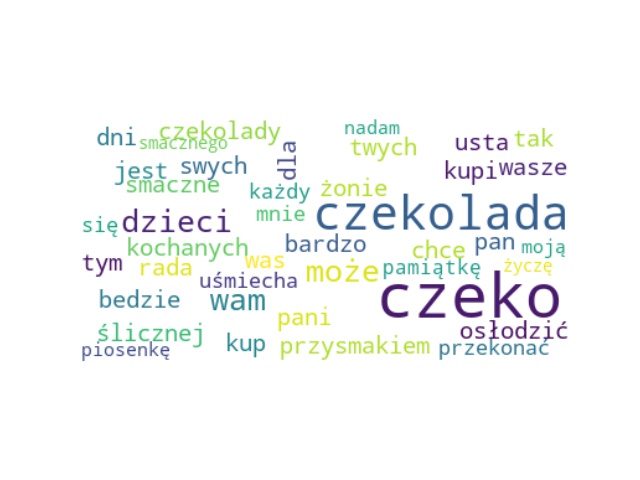 dni czekolady nadam
smacznego dla twych usta tak
jest swych kupi wasze
smaczne każdy żonie
czekolada
się dzieci mnie
kochanych bardzo chce pan moją
tym rada was może pamiątkę życzę
uśmiecha czeko
bedzie wam
pani
ślicznej osłodzić
piosenkę kup przysmakiem przekonać